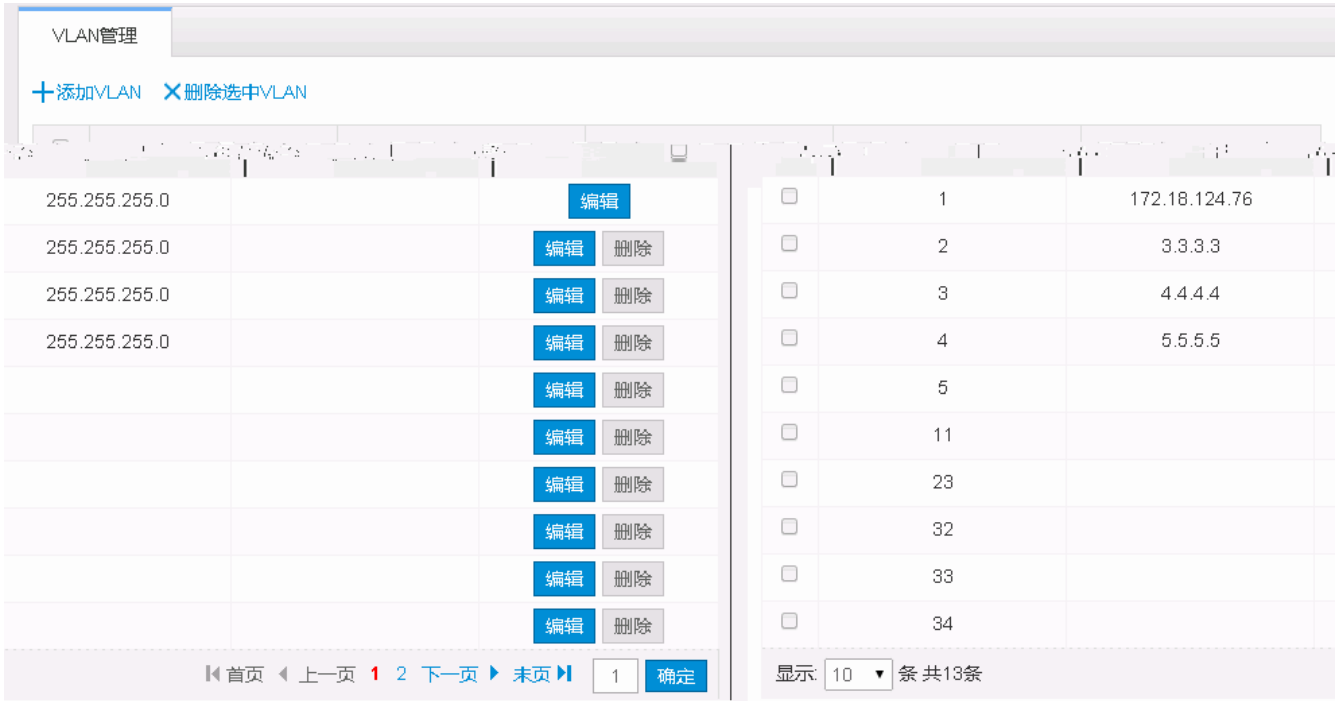 VLAN管理
添加VLAN 删除选中VLAN
255.255.255.0 编辑 1 172.18.124.76
255.255.255.0 编辑 删除 2 3.3.3.3
255.255.255.0 编辑 删除 3 4.4.4.4
255.255.255.0 编辑 删除 4 5.5.5.5
编辑 删除 5
编辑 删除 11
编辑 删除 23
编辑 删除 32
编辑 删除 33
编辑 删除 34
首页 上一页 1 2 下一页 末页 1 确定 显示: 10 条 共13条